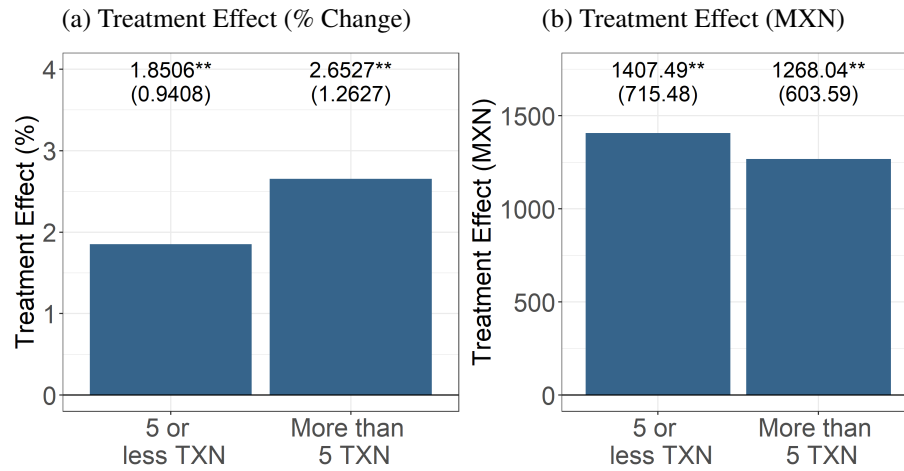 (a) Treatment Effect (% Change)
1.8506** 2.6527**
(0.9408) (1.2627)
4
3
2
1
0
Treatment Effect (%)
5 or More than
less TXN 5 TXN
(b) Treatment Effect (MXN)
1407.49** 1268.04**
(715.48) (603.59)
1500
1000
500
0
Treatment Effect (MXN)
5 or More than
less TXN 5 TXN